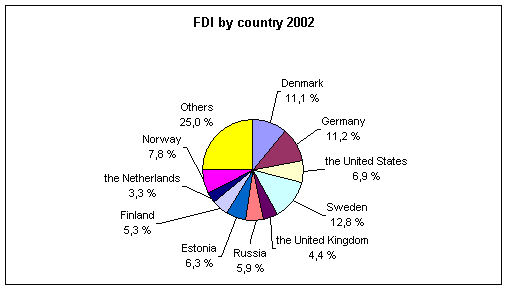 FDI by country 2002
Denmark
11,1 %
Germany
11,2 %
the United States
6,9 %
Sweden
12,8 %
the United Kingdom
4,4 %
Russia
5,9 %
Estonia
6,3 %
Finland
5,3 %
the Netherlands
3,3 %
Norway
7,8 %
Others
25,0 %